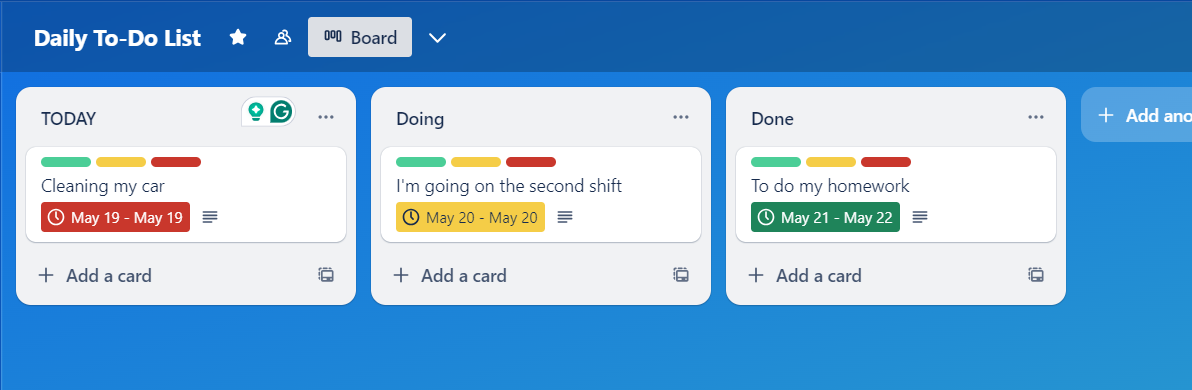 Daily To-Do List
Board
TODAY
Cleaning my car
May 19 - May 19
Add a card
Doing
I'm going on the second shift
May 20 - May 20
Add a card
Done
To do my homework
May 21 - May 22
Add a card
Add ano